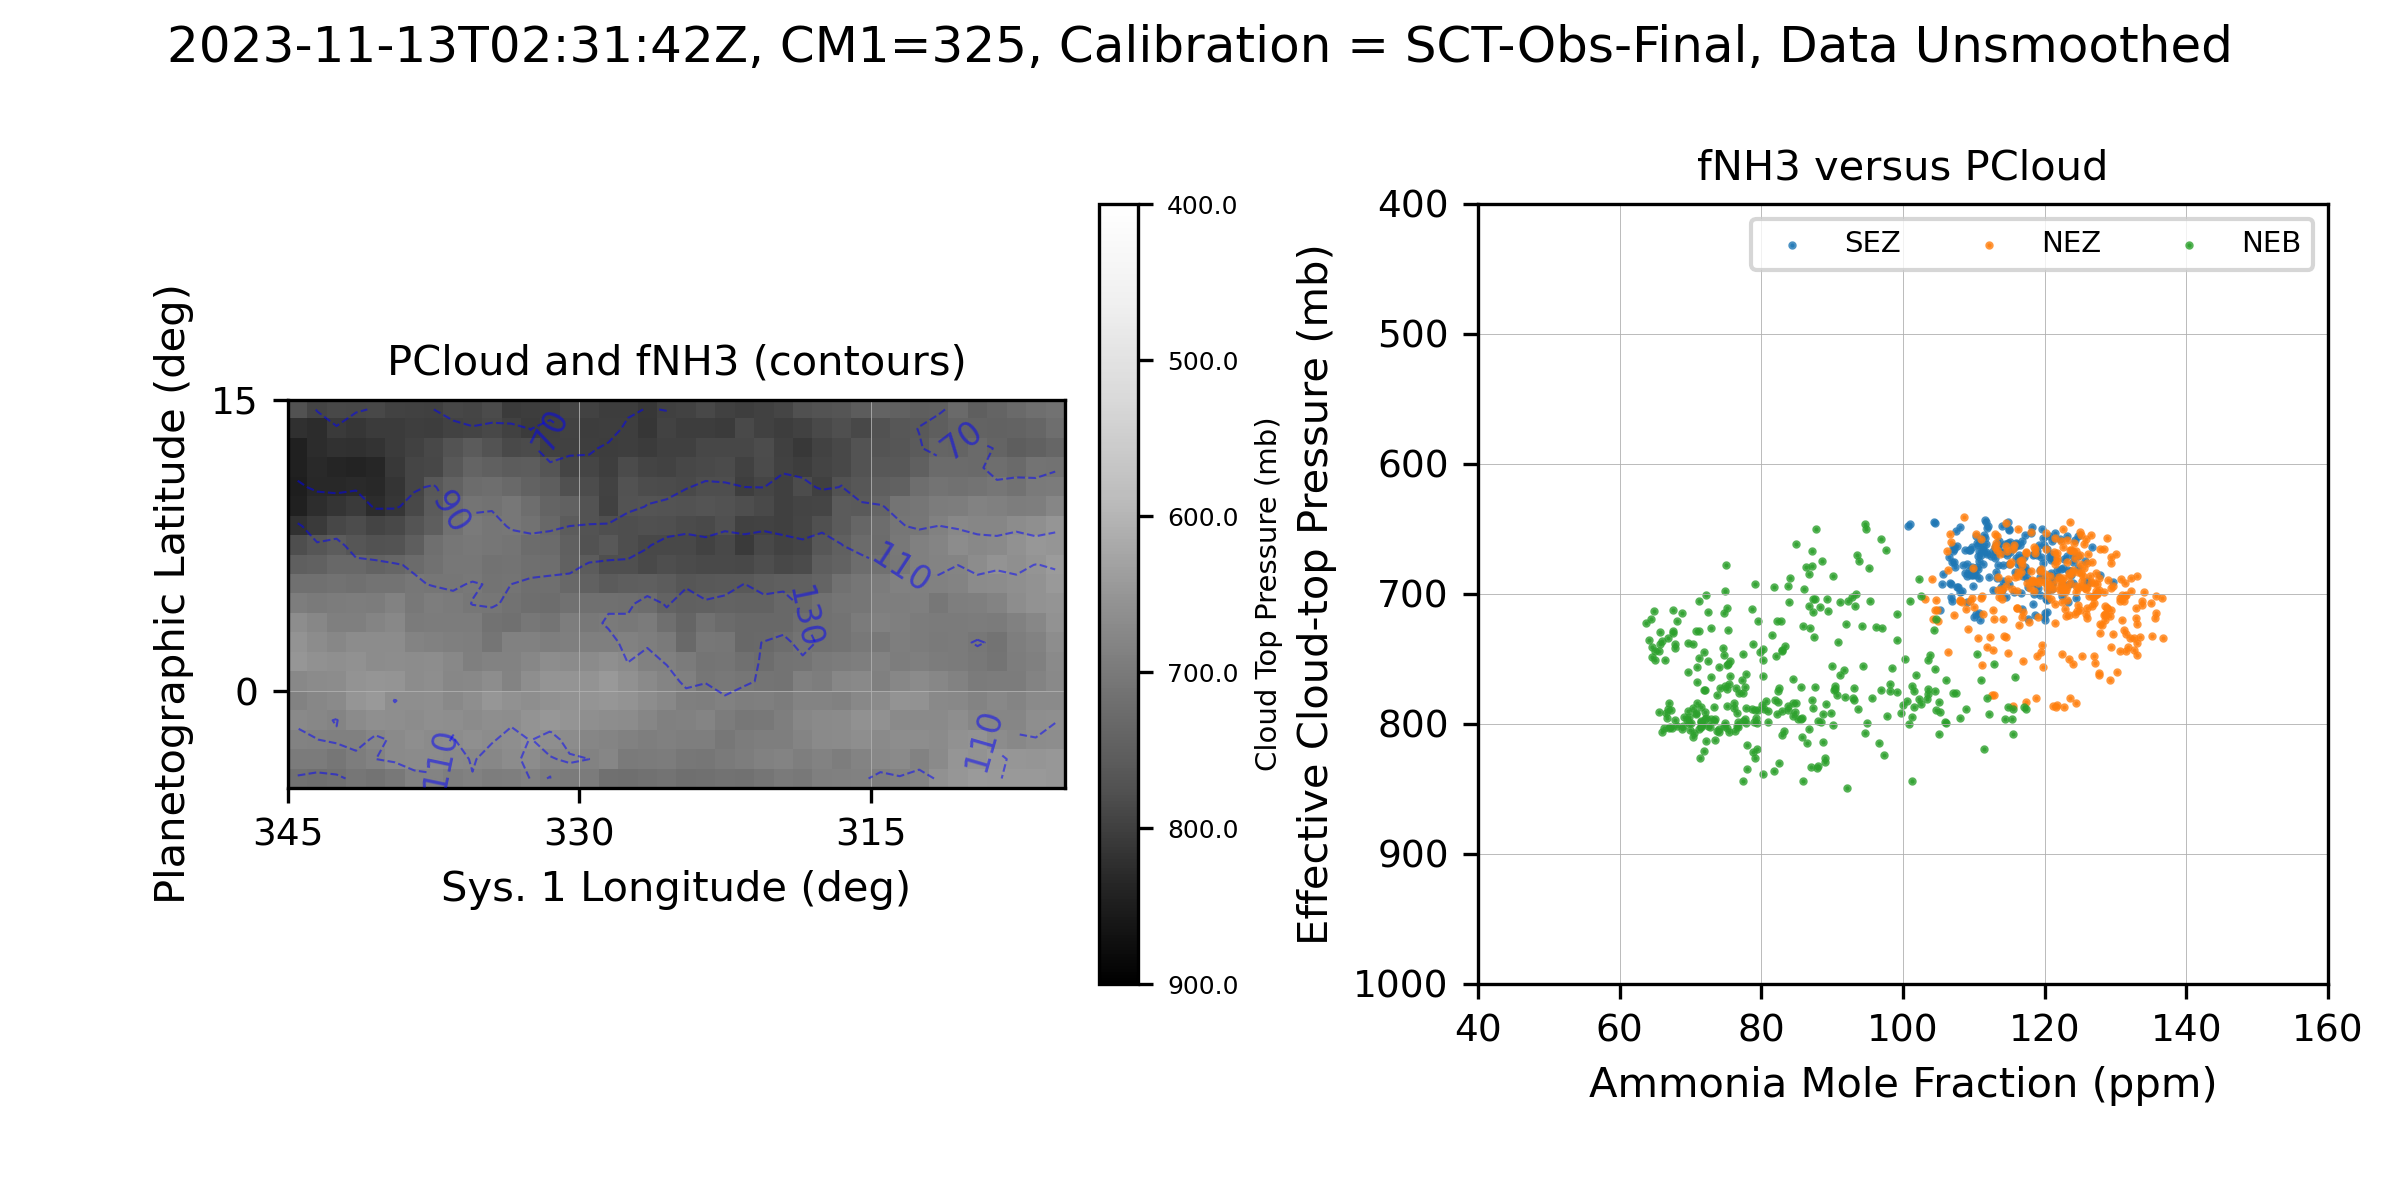 2023-11-13T02:31:42Z, CM1=325, Calibration = SCT-Obs-Final, Data Unsmoothed
PCloud and fNH3 (contours)
Planetographic Latitude (deg)
15
0
70
70
90
110
130
110
110
345
330
315
Sys. 1 Longitude (deg)
400.0
500.0
600.0
700.0
800.0
900.0
Cloud Top Pressure (mb)
fNH3 versus PCloud
Effective Cloud-top Pressure (mb)
400
500
600
700
800
900
1000
SEZ NEZ NEB
40 60 80 100 120 140 160
Ammonia Mole Fraction (ppm)